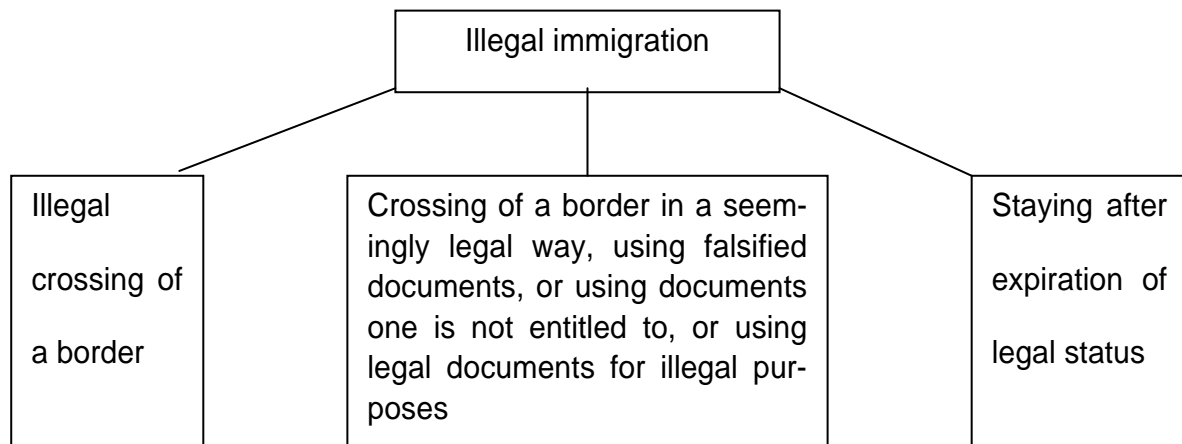 Illegal immigration
Illegal
crossing of
a border
Crossing of a border in a seem-
ingly legal way, using falsified
documents, or using documents
one is not entitled to, or using
legal documents for illegal pur-
poses
Staying after
expiration of
legal status